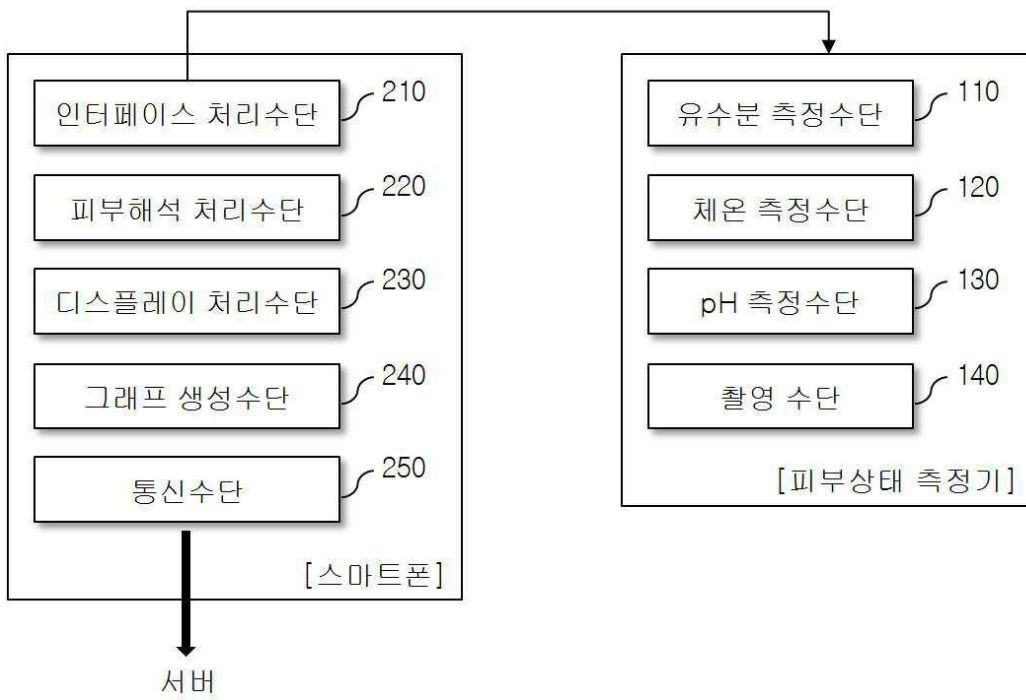 인터페이스 처리수단 210
피부해석 처리수단 220
디스플레이 처리수단 230
그래프 생성수단 240
통신수단 250
[스마트폰]
서버
유수분 측정수단 110
체온 측정수단 120
pH 측정수단 130
촬영 수단 140
[피부상태 측정기]